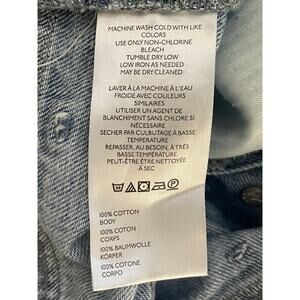 MACHINE WASH COLD WITH LIKE
COLORS
USE ONLY NON-CHLORINE
BLEACH
TUMBLE DRY LOW
LOW IRON AS NEEDED
MAY BE DRY CLEANED
LAVER À LA MACHINE À L'EAU
FROIDE AVEC COULEURS
SIMILAIRES
UTILISER UN AGENT DE
BLANCHIMENT SANS CHLORE SI
NÉCESSAIRE
SECHER PAR CULBUTAGE À BASSE
TEMPÉRATURE
REPASSER, AU BESOIN, À TRÈS
BASSE TEMPÉRATURE
PEUT-ÊTRE ÊTRE NETTOYÉE
À SEC
100% COTTON
BODY
100% COTON
CORPS
100% BAUMWOLLE
KÖRPER
100% COTONE
CORPO